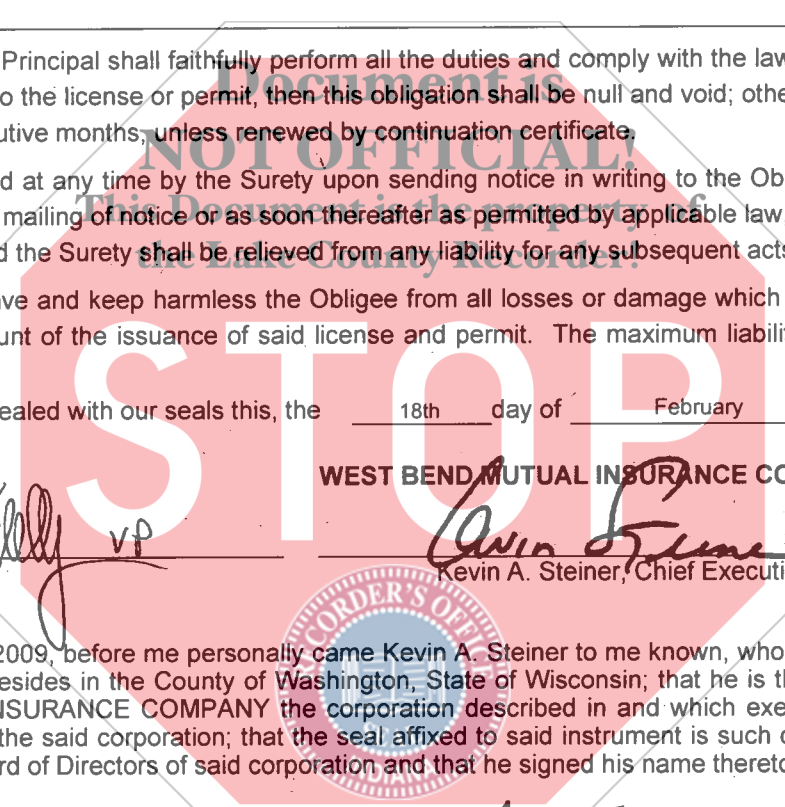 Principal shall faithfully perform all the duties and comply with the law
Document is
o the license or permit, then this obligation shall be null and void; othe
utive months, unless renewed by continuation certificate.
NOT OFFICIAL!
d at any time by the Surety upon sending notice in writing to the Ob
This Document is the property of
mailing of notice or as soon thereafter as permitted by applicable law,
d the Surety shall be relieved from any liability for any subsequent acts
the Lake County Recorder!
ve and keep harmless the Obligee from all losses or damage which
unt of the issuance of said license and permit. The maximum liabilit
STOP
ealed with our seals this, the 18th day of February
WEST BEND MUTUAL INSURANCE CO
elly VP
Kevin Steiner
Kevin A. Steiner, Chief Executi
CORDER'S OFFIC
2009, before me personally came Kevin A. Steiner to me known, who
esides in the County of Washington, State of Wisconsin; that he is th
NSURANCE COMPANY the corporation described in and which exe
the said corporation; that the seal affixed to said instrument is such c
rd of Directors of said corporation and that he signed his name thereto
INDIANA